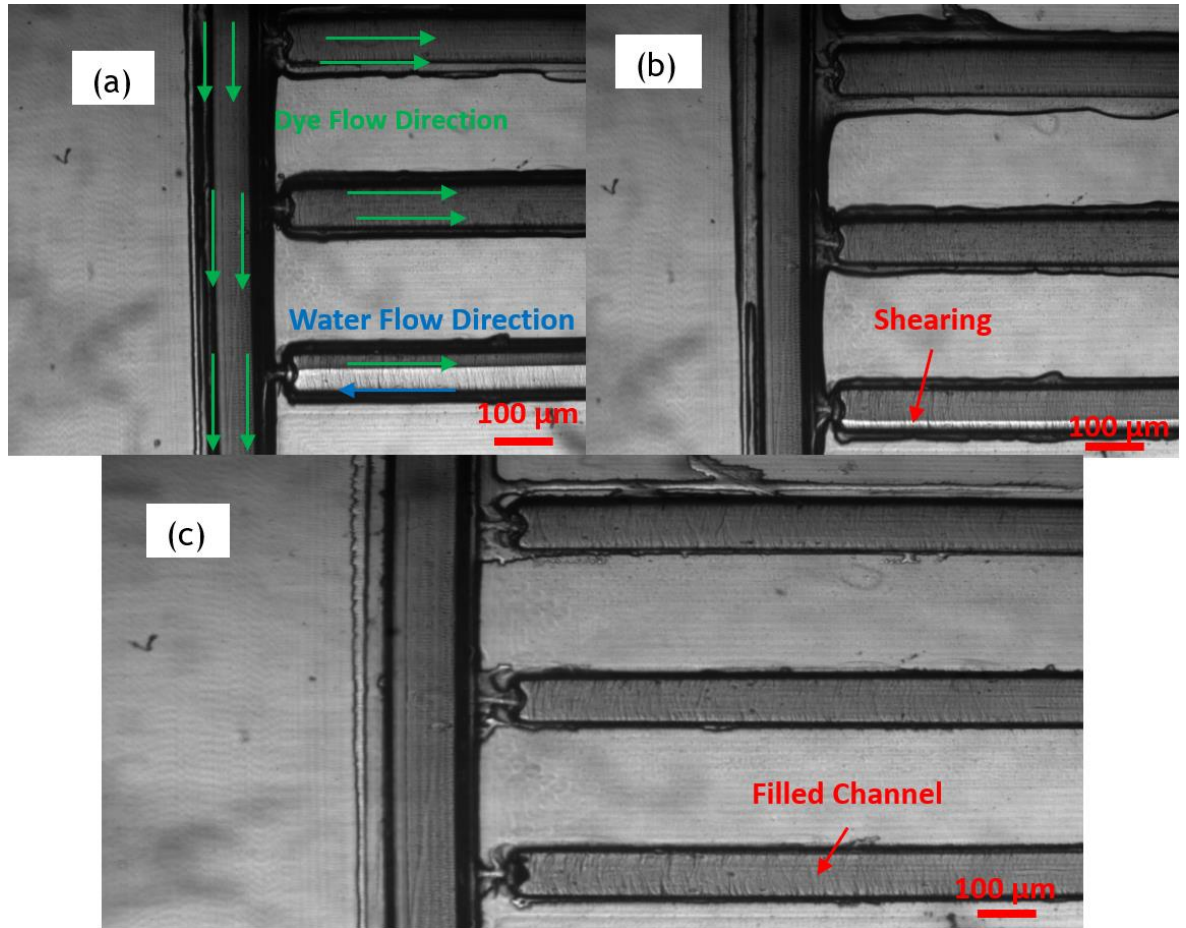 (a)
Dye Flow Direction
Water Flow Direction
100 µm
(b)
Shearing
100 µm
(c)
Filled Channel
100 µm